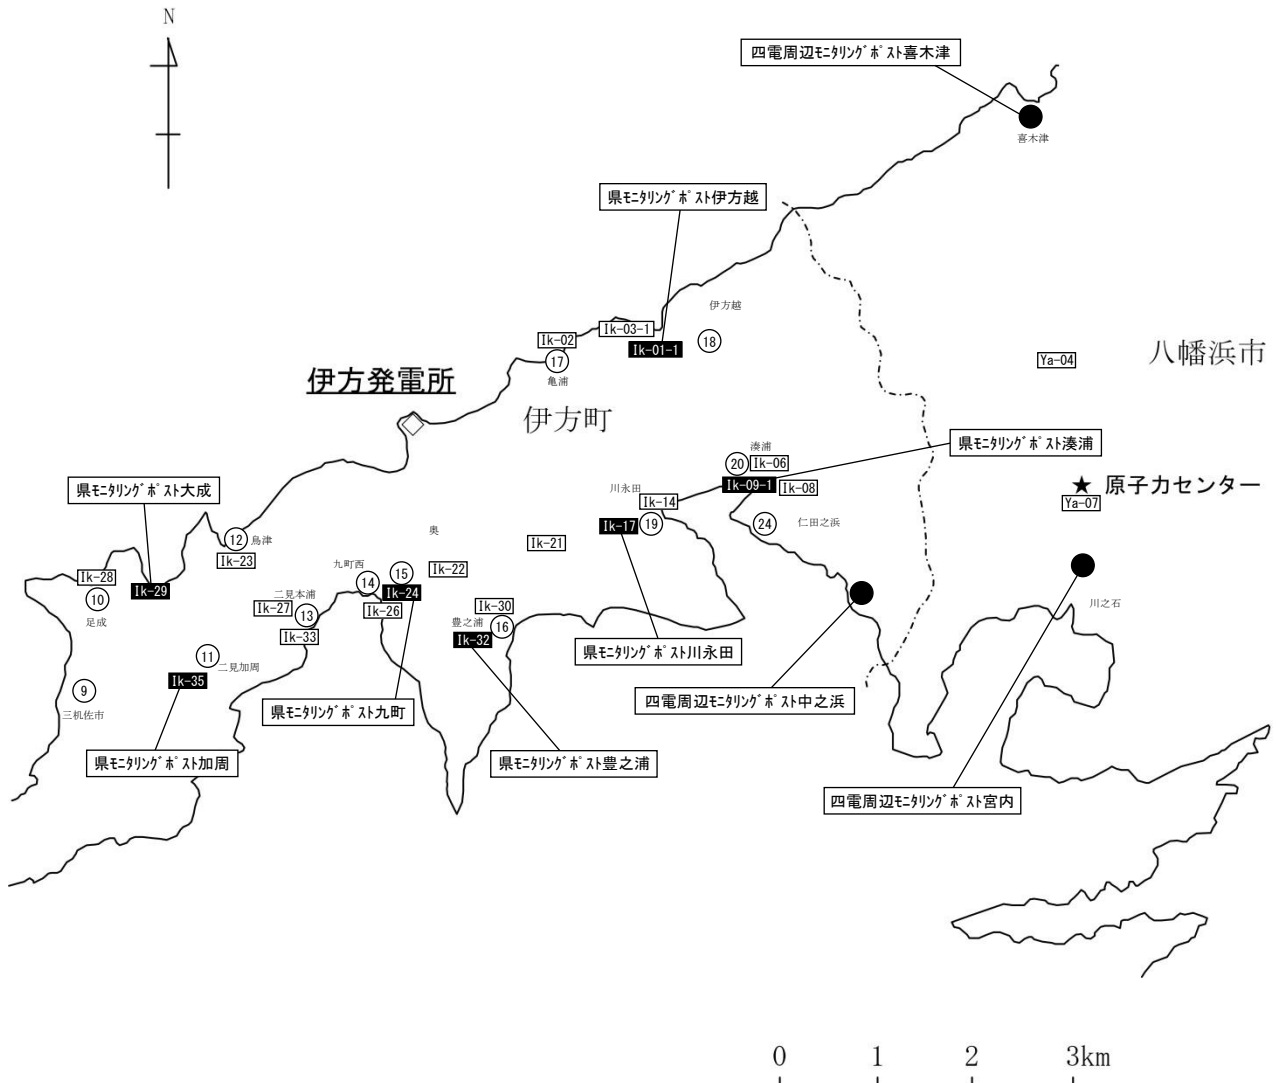 N
四電周辺ﾓﾆﾀﾘﾝｸﾞﾎﾟｽﾄ喜木津
喜木津
県ﾓﾆﾀﾘﾝｸﾞﾎﾟｽﾄ伊方越
伊方越
Ik-03-1
Ik-02
Ik-01-1
18
17
亀浦
Ya-04
八幡浜市
伊方発電所
伊方町
県ﾓﾆﾀﾘﾝｸﾞﾎﾟｽﾄ湊浦
湊浦
20
Ik-06
Ik-09-1
Ik-08
★ 原子力センター
Ya-07
県ﾓﾆﾀﾘﾝｸﾞﾎﾟｽﾄ大成
川永田
Ik-14
Ik-17
19
24
仁田之浜
奥
Ik-21
12
鳥津
Ik-23
九町西
15
14
Ik-22
Ik-24
Ik-28
Ik-29
10
足成
二見本浦
Ik-27
13
Ik-26
Ik-30
豊之浦
16
Ik-33
Ik-32
川之石
県ﾓﾆﾀﾘﾝｸﾞﾎﾟｽﾄ川永田
11
二見加周
Ik-35
9
三机佐市
県ﾓﾆﾀﾘﾝｸﾞﾎﾟｽﾄ九町
四電周辺ﾓﾆﾀﾘﾝｸﾞﾎﾟｽﾄ中之浜
県ﾓﾆﾀﾘﾝｸﾞﾎﾟｽﾄ加周
県ﾓﾆﾀﾘﾝｸﾞﾎﾟｽﾄ豊之浦
四電周辺ﾓﾆﾀﾘﾝｸﾞﾎﾟｽﾄ宮内
0 1 2 3km